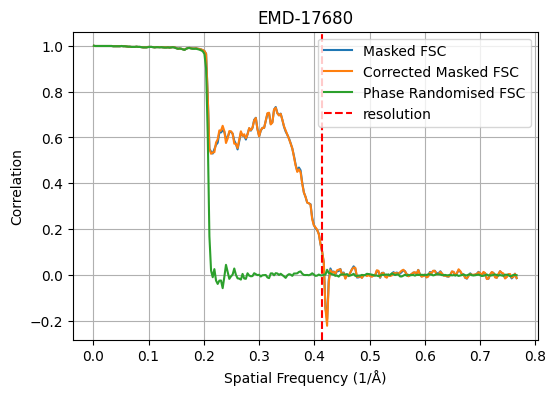 EMD-17680
Masked FSC
Corrected Masked FSC
Phase Randomised FSC
resolution
Correlation
1.0
0.8
0.6
0.4
0.2
0.0
−0.2
0.0 0.1 0.2 0.3 0.4 0.5 0.6 0.7 0.8
Spatial Frequency (1/Å)